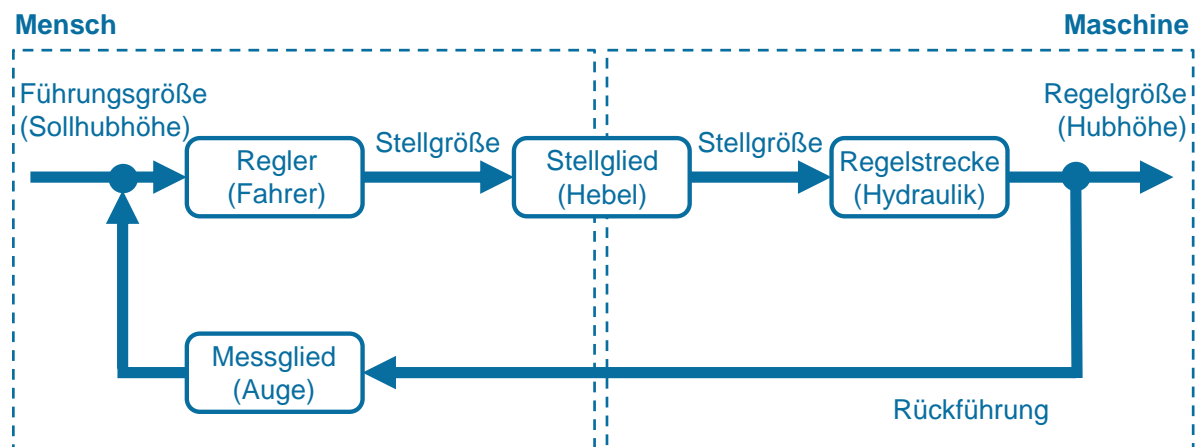 Mensch
Maschine
Führungsgröße
(Sollhubhöhe)
Regler
(Fahrer)
Stellgröße
Stellglied
(Hebel)
Stellgröße
Regelstrecke
(Hydraulik)
Regelgröße
(Hubhöhe)
Messglied
(Auge)
Rückführung